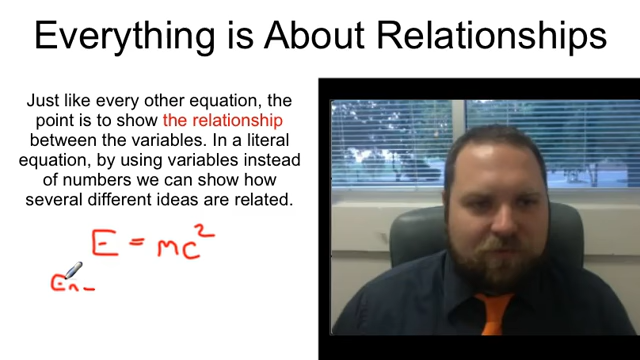 Everything is About Relationships
Just like every other equation, the
point is to show the relationship
between the variables. In a literal
equation, by using variables instead
of numbers we can show how
several different ideas are related.
E = mc²
En